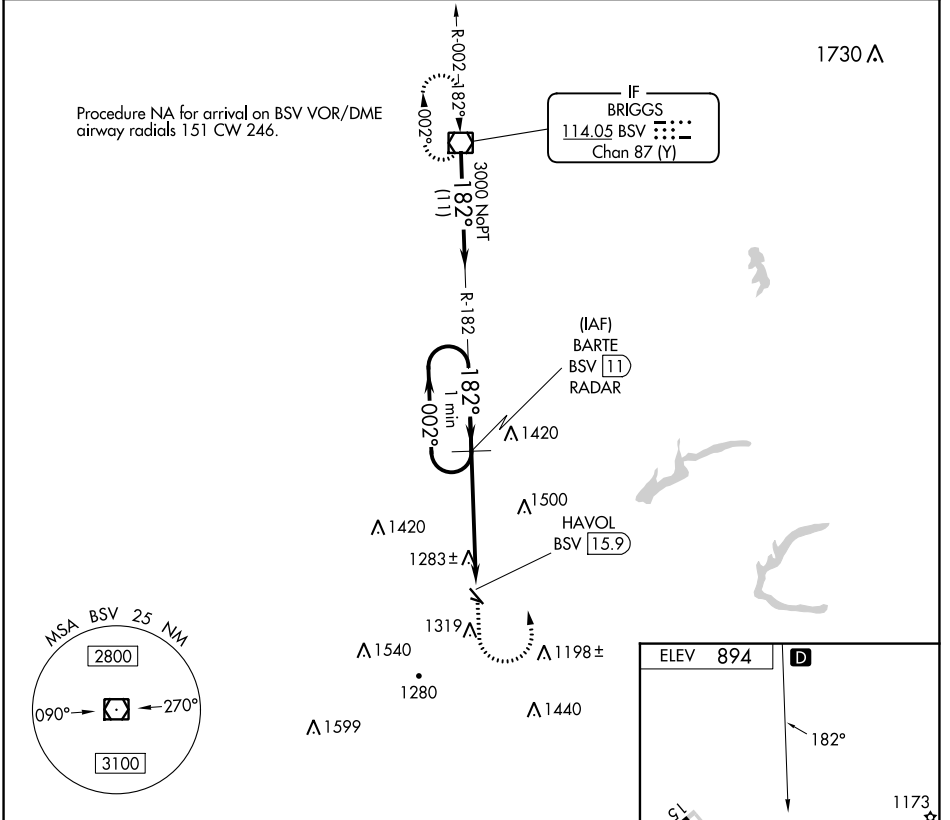 1730
Procedure NA for arrival on BSV VOR/DME
airway radials 151 CW 246.
R-002
182°
002°
IF
BRIGGS
114.05 BSV
Chan 87 (Y)
3000 NoPT
182°
(11)
R-182
(IAF)
BARTE
BSV 11
RADAR
182°
1 min
002°
1420
1500
1420
HAVOL
BSV 15.9
1283±
1319
1540
1198±
1280
1440
1599
MSA BSV 25 NM
2800
090°
270°
3100
ELEV 894 D
182°
1173
15